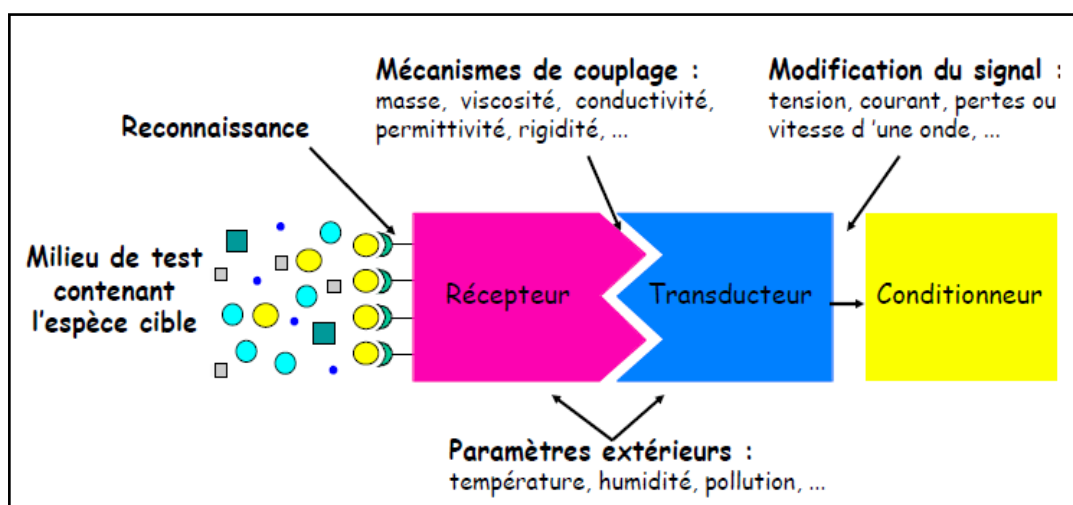 Mécanismes de couplage :
masse, viscosité, conductivité,
permittivité, rigidité, ...
Modification du signal :
tension, courant, pertes ou
vitesse d 'une onde, ...
Reconnaissance
Milieu de test
contenant
l'espèce cible
Récepteur
Transducteur
Conditionneur
Paramètres extérieurs :
température, humidité, pollution, ...